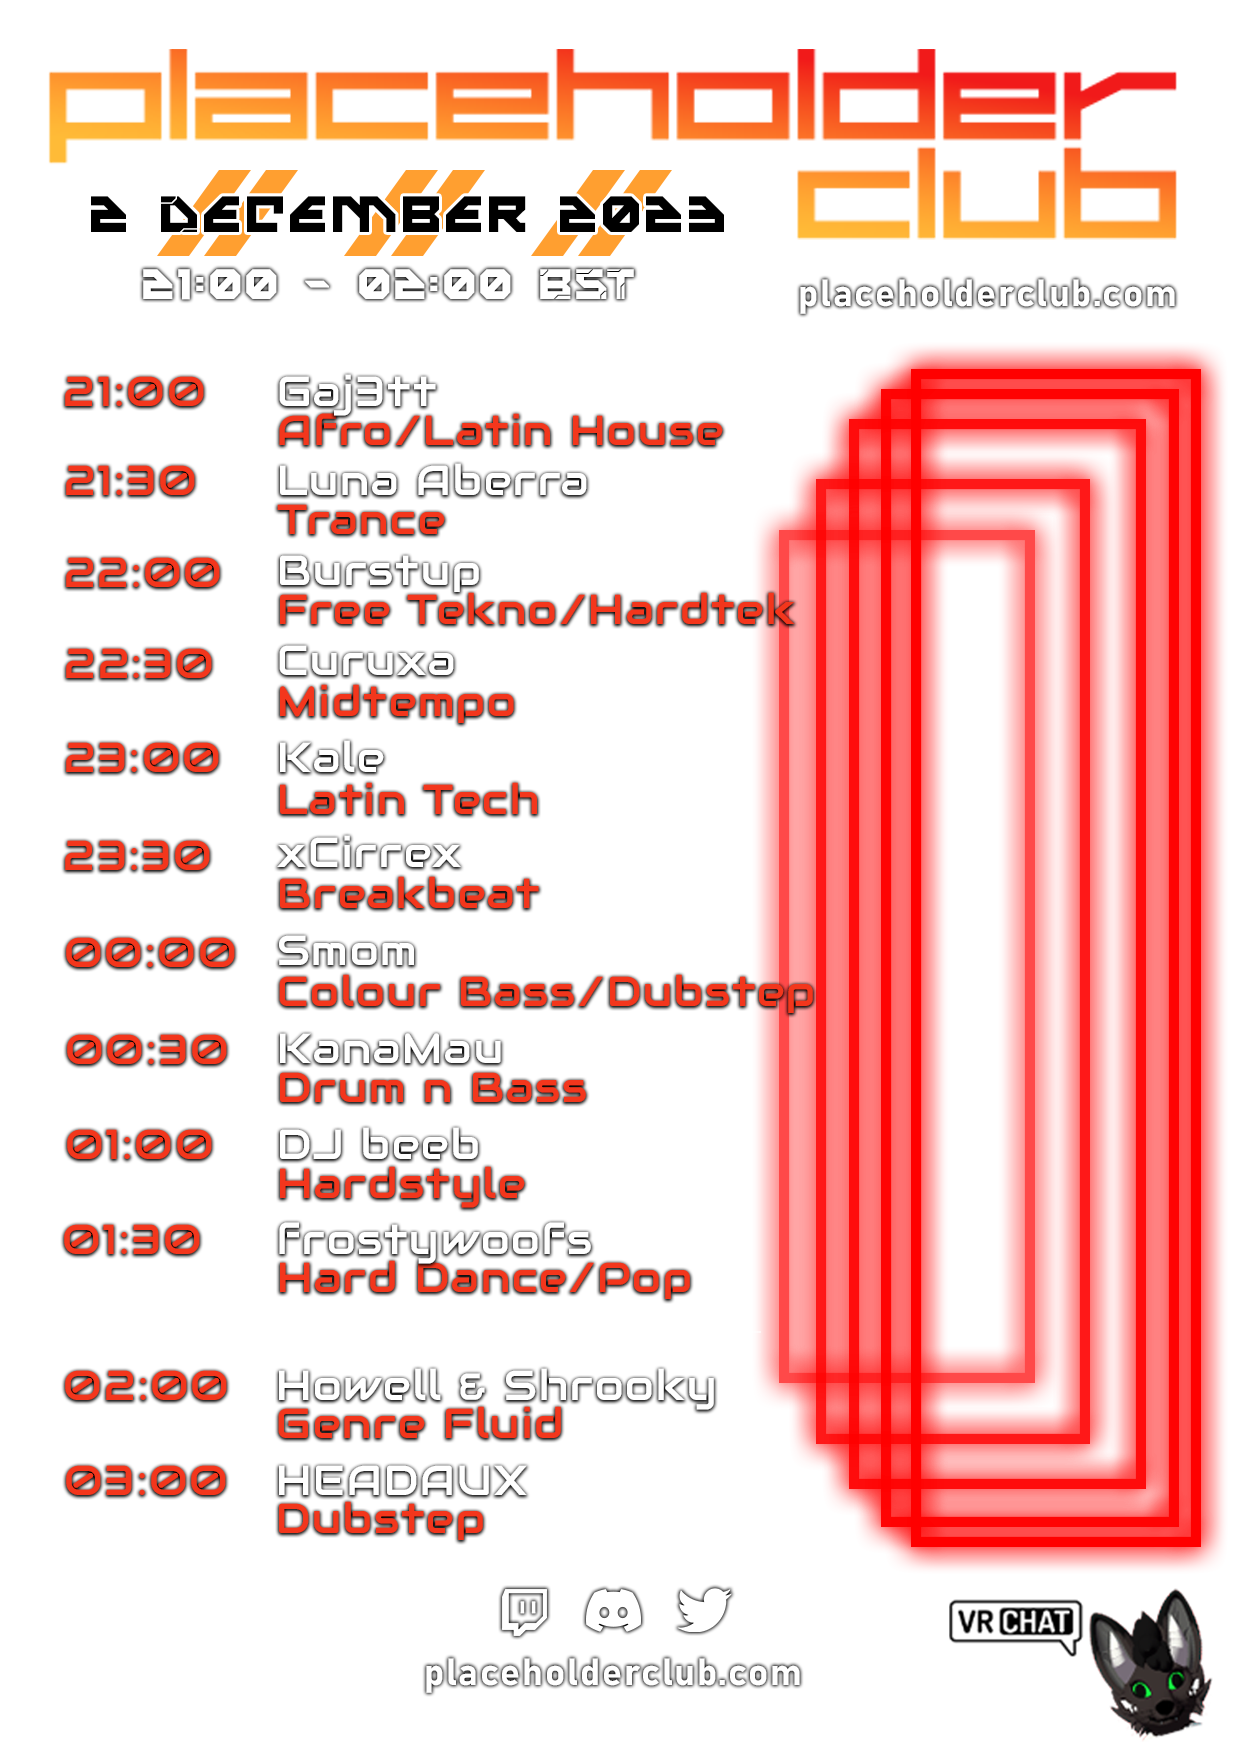 placeholder
club
2 DECEMBER 2023
21:00 - 02:00 BST
placeholderclub.com
21:00 Gaj3tt
Afro/Latin House
21:30 Luna Aberra
Trance
22:00 Burstup
Free Tekno/Hardtek
22:30 Curuxa
Midtempo
23:00 Kale
Latin Tech
23:30 xCirrex
Breakbeat
00:00 Smom
Colour Bass/Dubstep
00:30 KanaMau
Drum n Bass
01:00 DJ beeb
Hardstyle
01:30 frostywoofs
Hard Dance/Pop
02:00 Howell & Shrooky
Genre Fluid
03:00 HEADAUX
Dubstep
placeholderclub.com
VRCHAT